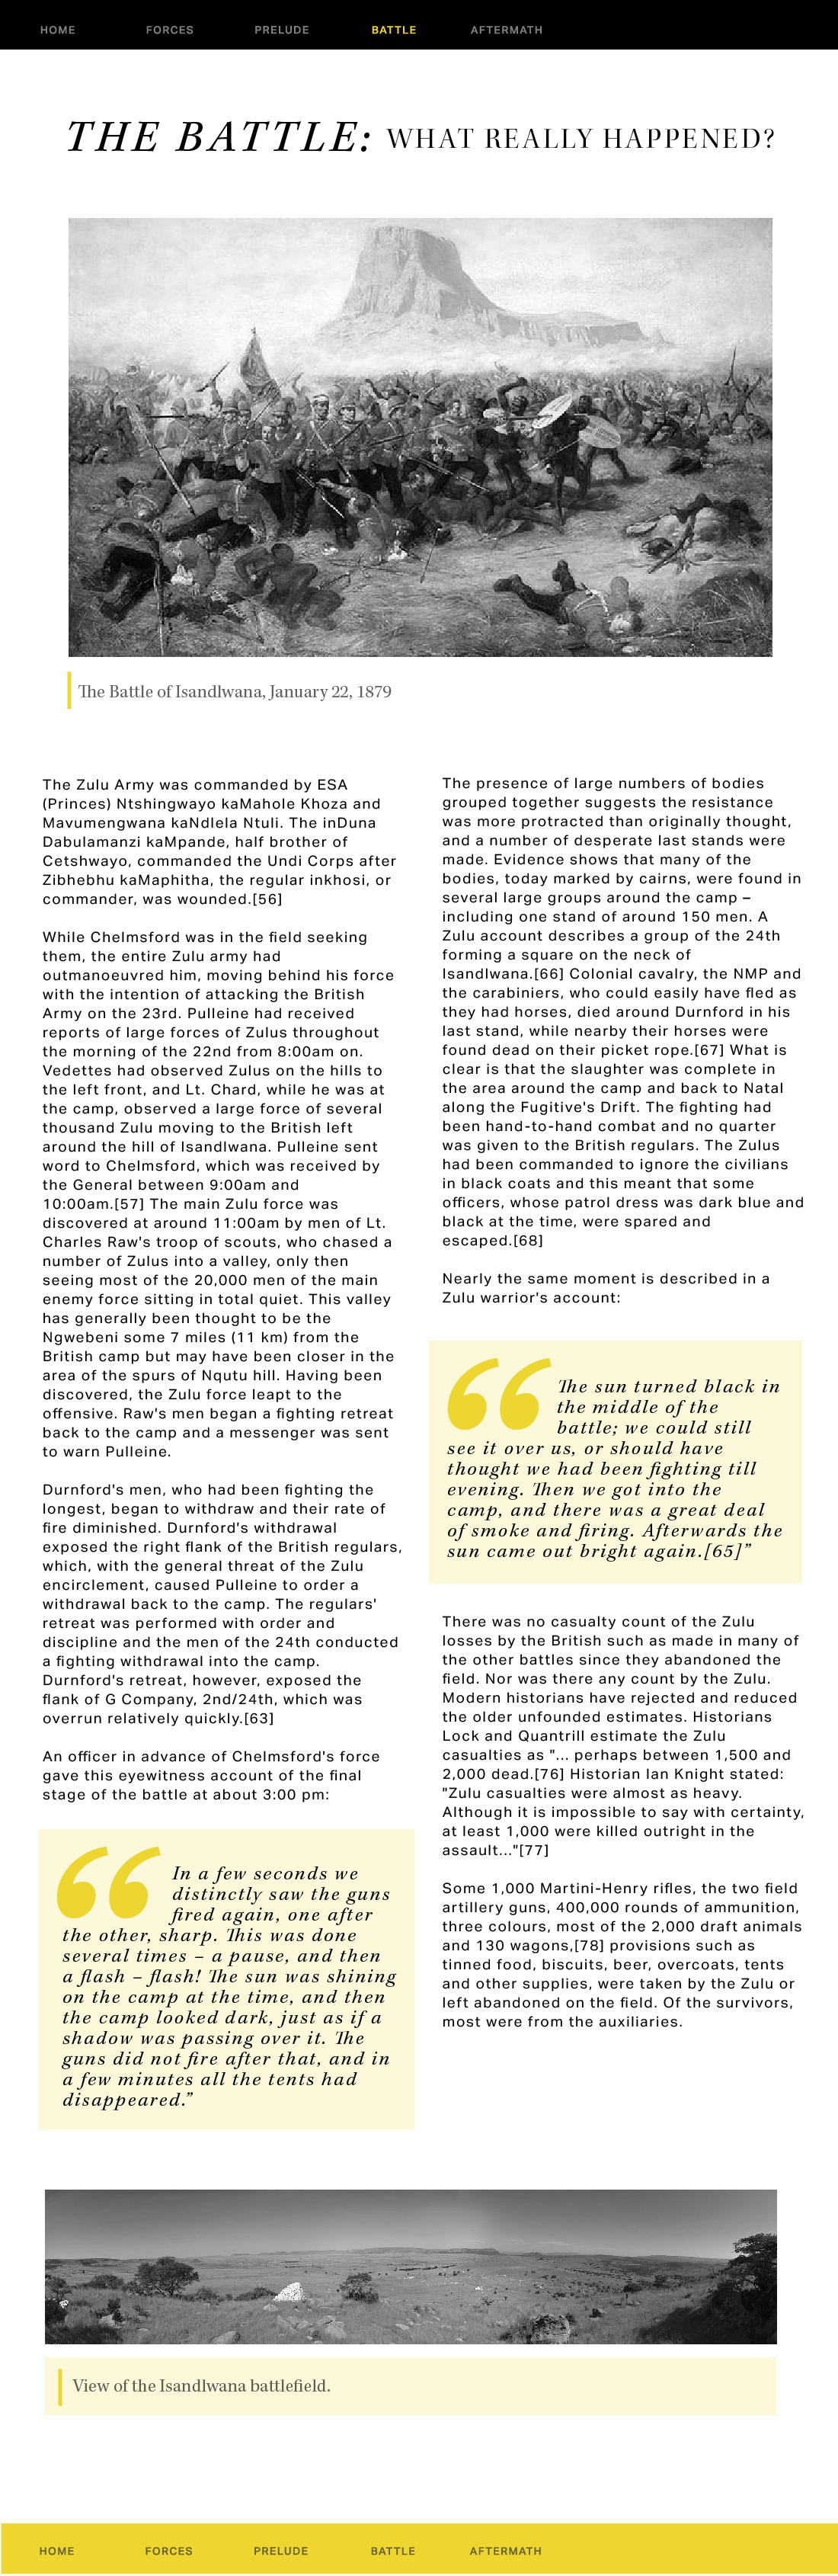 HOME FORCES PRELUDE BATTLE AFTERMATH
THE BATTLE: WHAT REALLY HAPPENED?
The Battle of Isandlwana, January 22, 1879
The Zulu Army was commanded by ESA
(Princes) Ntshingwayo kaMahole Khoza and
Mavumengwana kaNdlela Ntuli. The inDuna
Dabulamanzi kaMpande, half brother of
Cetshwayo, commanded the Undi Corps after
Zibhebhu kaMaphitha, the regular inkhosi, or
commander, was wounded.[56]
While Chelmsford was in the field seeking
them, the entire Zulu army had
outmanoeuvred him, moving behind his force
with the intention of attacking the British
Army on the 23rd. Pulleine had received
reports of large forces of Zulus throughout
the morning of the 22nd from 8:00am on.
Vedettes had observed Zulus on the hills to
the left front, and Lt. Chard, while he was at
the camp, observed a large force of several
thousand Zulu moving to the British left
around the hill of Isandlwana. Pulleine sent
word to Chelmsford, which was received by
the General between 9:00am and
10:00am.[57] The main Zulu force was
discovered at around 11:00am by men of Lt.
Charles Raw's troop of scouts, who chased a
number of Zulus into a valley, only then
seeing most of the 20,000 men of the main
enemy force sitting in total quiet. This valley
has generally been thought to be the
Ngwebeni some 7 miles (11 km) from the
British camp but may have been closer in the
area of the spurs of Nqutu hill. Having been
discovered, the Zulu force leapt to the
offensive. Raw's men began a fighting retreat
back to the camp and a messenger was sent
to warn Pulleine.
Durnford's men, who had been fighting the
longest, began to withdraw and their rate of
fire diminished. Durnford's withdrawal
exposed the right flank of the British regulars,
which, with the general threat of the Zulu
encirclement, caused Pulleine to order a
withdrawal back to the camp. The regulars'
retreat was performed with order and
discipline and the men of the 24th conducted
a fighting withdrawal into the camp.
Durnford's retreat, however, exposed the
flank of G Company, 2nd/24th, which was
overrun relatively quickly.[63]
An officer in advance of Chelmsford's force
gave this eyewitness account of the final
stage of the battle at about 3:00 pm:
“ In a few seconds we
distinctly saw the guns
fired again, one after
the other, sharp. This was done
several times – a pause, and then
a flash – flash! The sun was shining
on the camp at the time, and then
the camp looked dark, just as if a
shadow was passing over it. The
guns did not fire after that, and in
a few minutes all the tents had
disappeared.”
The presence of large numbers of bodies
grouped together suggests the resistance
was more protracted than originally thought,
and a number of desperate last stands were
made. Evidence shows that many of the
bodies, today marked by cairns, were found in
several large groups around the camp –
including one stand of around 150 men. A
Zulu account describes a group of the 24th
forming a square on the neck of
Isandlwana.[66] Colonial cavalry, the NMP and
the carabiniers, who could easily have fled as
they had horses, died around Durnford in his
last stand, while nearby their horses were
found dead on their picket rope.[67] What is
clear is that the slaughter was complete in
the area around the camp and back to Natal
along the Fugitive's Drift. The fighting had
been hand-to-hand combat and no quarter
was given to the British regulars. The Zulus
had been commanded to ignore the civilians
in black coats and this meant that some
officers, whose patrol dress was dark blue and
black at the time, were spared and
escaped.[68]
Nearly the same moment is described in a
Zulu warrior's account:
“ The sun turned black in
the middle of the
battle; we could still
see it over us, or should have
thought we had been fighting till
evening. Then we got into the
camp, and there was a great deal
of smoke and firing. Afterwards the
sun came out bright again.[65]”
There was no casualty count of the Zulu
losses by the British such as made in many of
the other battles since they abandoned the
field. Nor was there any count by the Zulu.
Modern historians have rejected and reduced
the older unfounded estimates. Historians
Lock and Quantrill estimate the Zulu
casualties as "... perhaps between 1,500 and
2,000 dead.[76] Historian Ian Knight stated:
"Zulu casualties were almost as heavy.
Although it is impossible to say with certainty,
at least 1,000 were killed outright in the
assault..."[77]
Some 1,000 Martini-Henry rifles, the two field
artillery guns, 400,000 rounds of ammunition,
three colours, most of the 2,000 draft animals
and 130 wagons,[78] provisions such as
tinned food, biscuits, beer, overcoats, tents
and other supplies, were taken by the Zulu or
left abandoned on the field. Of the survivors,
most were from the auxiliaries.
View of the Isandlwana battlefield.
HOME FORCES PRELUDE BATTLE AFTERMATH